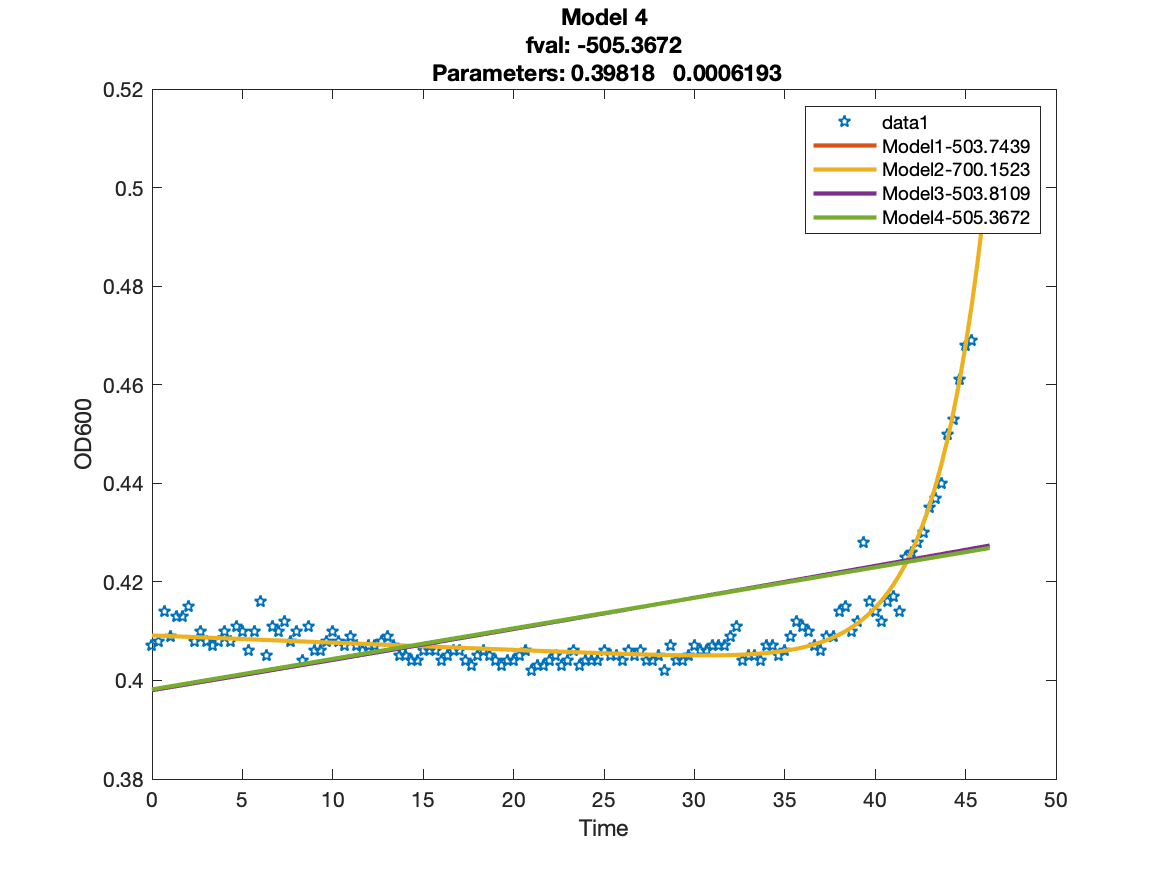 Model 4
fval: -505.3672
Parameters: 0.39818 0.0006193
0.52
0.5
0.48
0.46
0.44
0.42
0.4
0.38
OD600
data1
Model1-503.7439
Model2-700.1523
Model3-503.8109
Model4-505.3672
0 5 10 15 20 25 30 35 40 45 50
Time